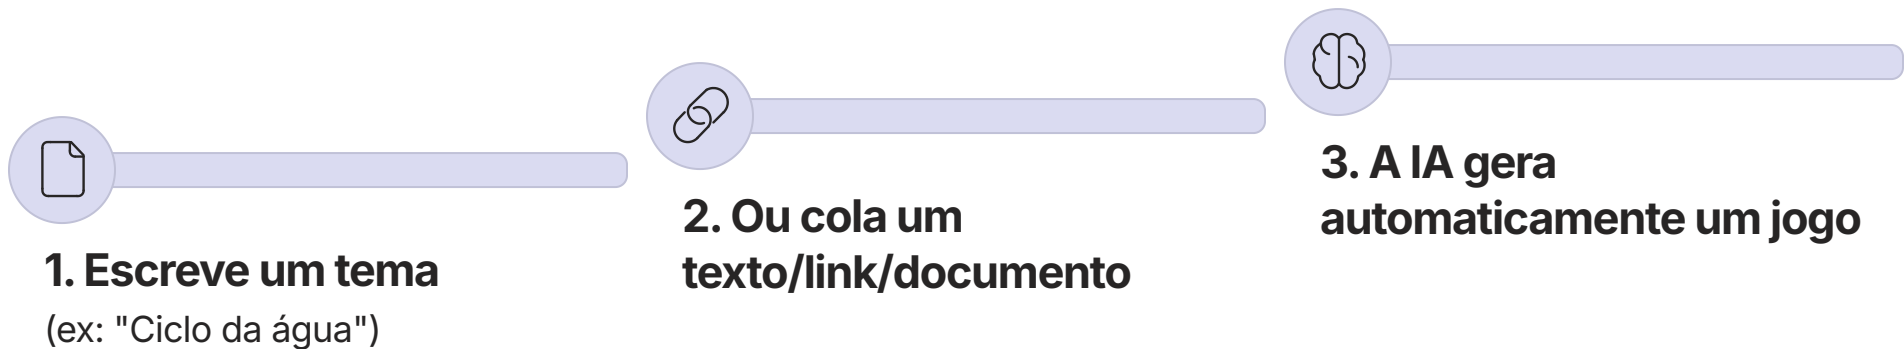 1. Escreve um tema
(ex: "Ciclo da água")
2. Ou cola um
texto/link/documento
3. A IA gera
automaticamente um jogo